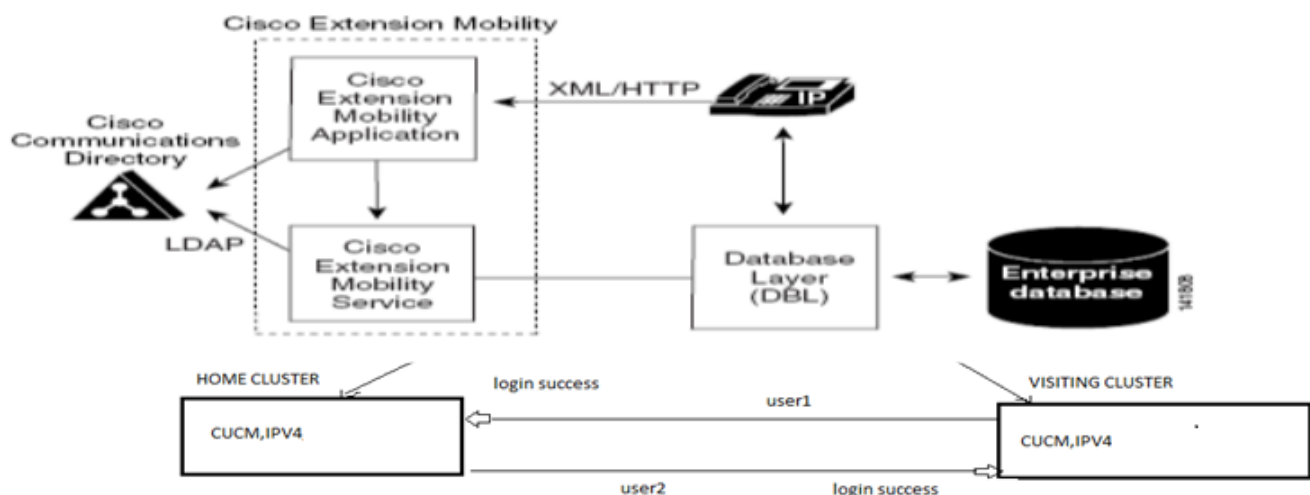 Cisco Extension Mobility
Cisco
Extension
Mobility
Application
XML/HTTP
IP
Cisco
Communications
Directory
LDAP
Cisco
Extension
Mobility
Service
Database
Layer
(DBL)
Enterprise
database
141808
HOME CLUSTER
login success
user1
VISITING CLUSTER
CUCM,IPV4
CUCM,IPV4
user2
login success